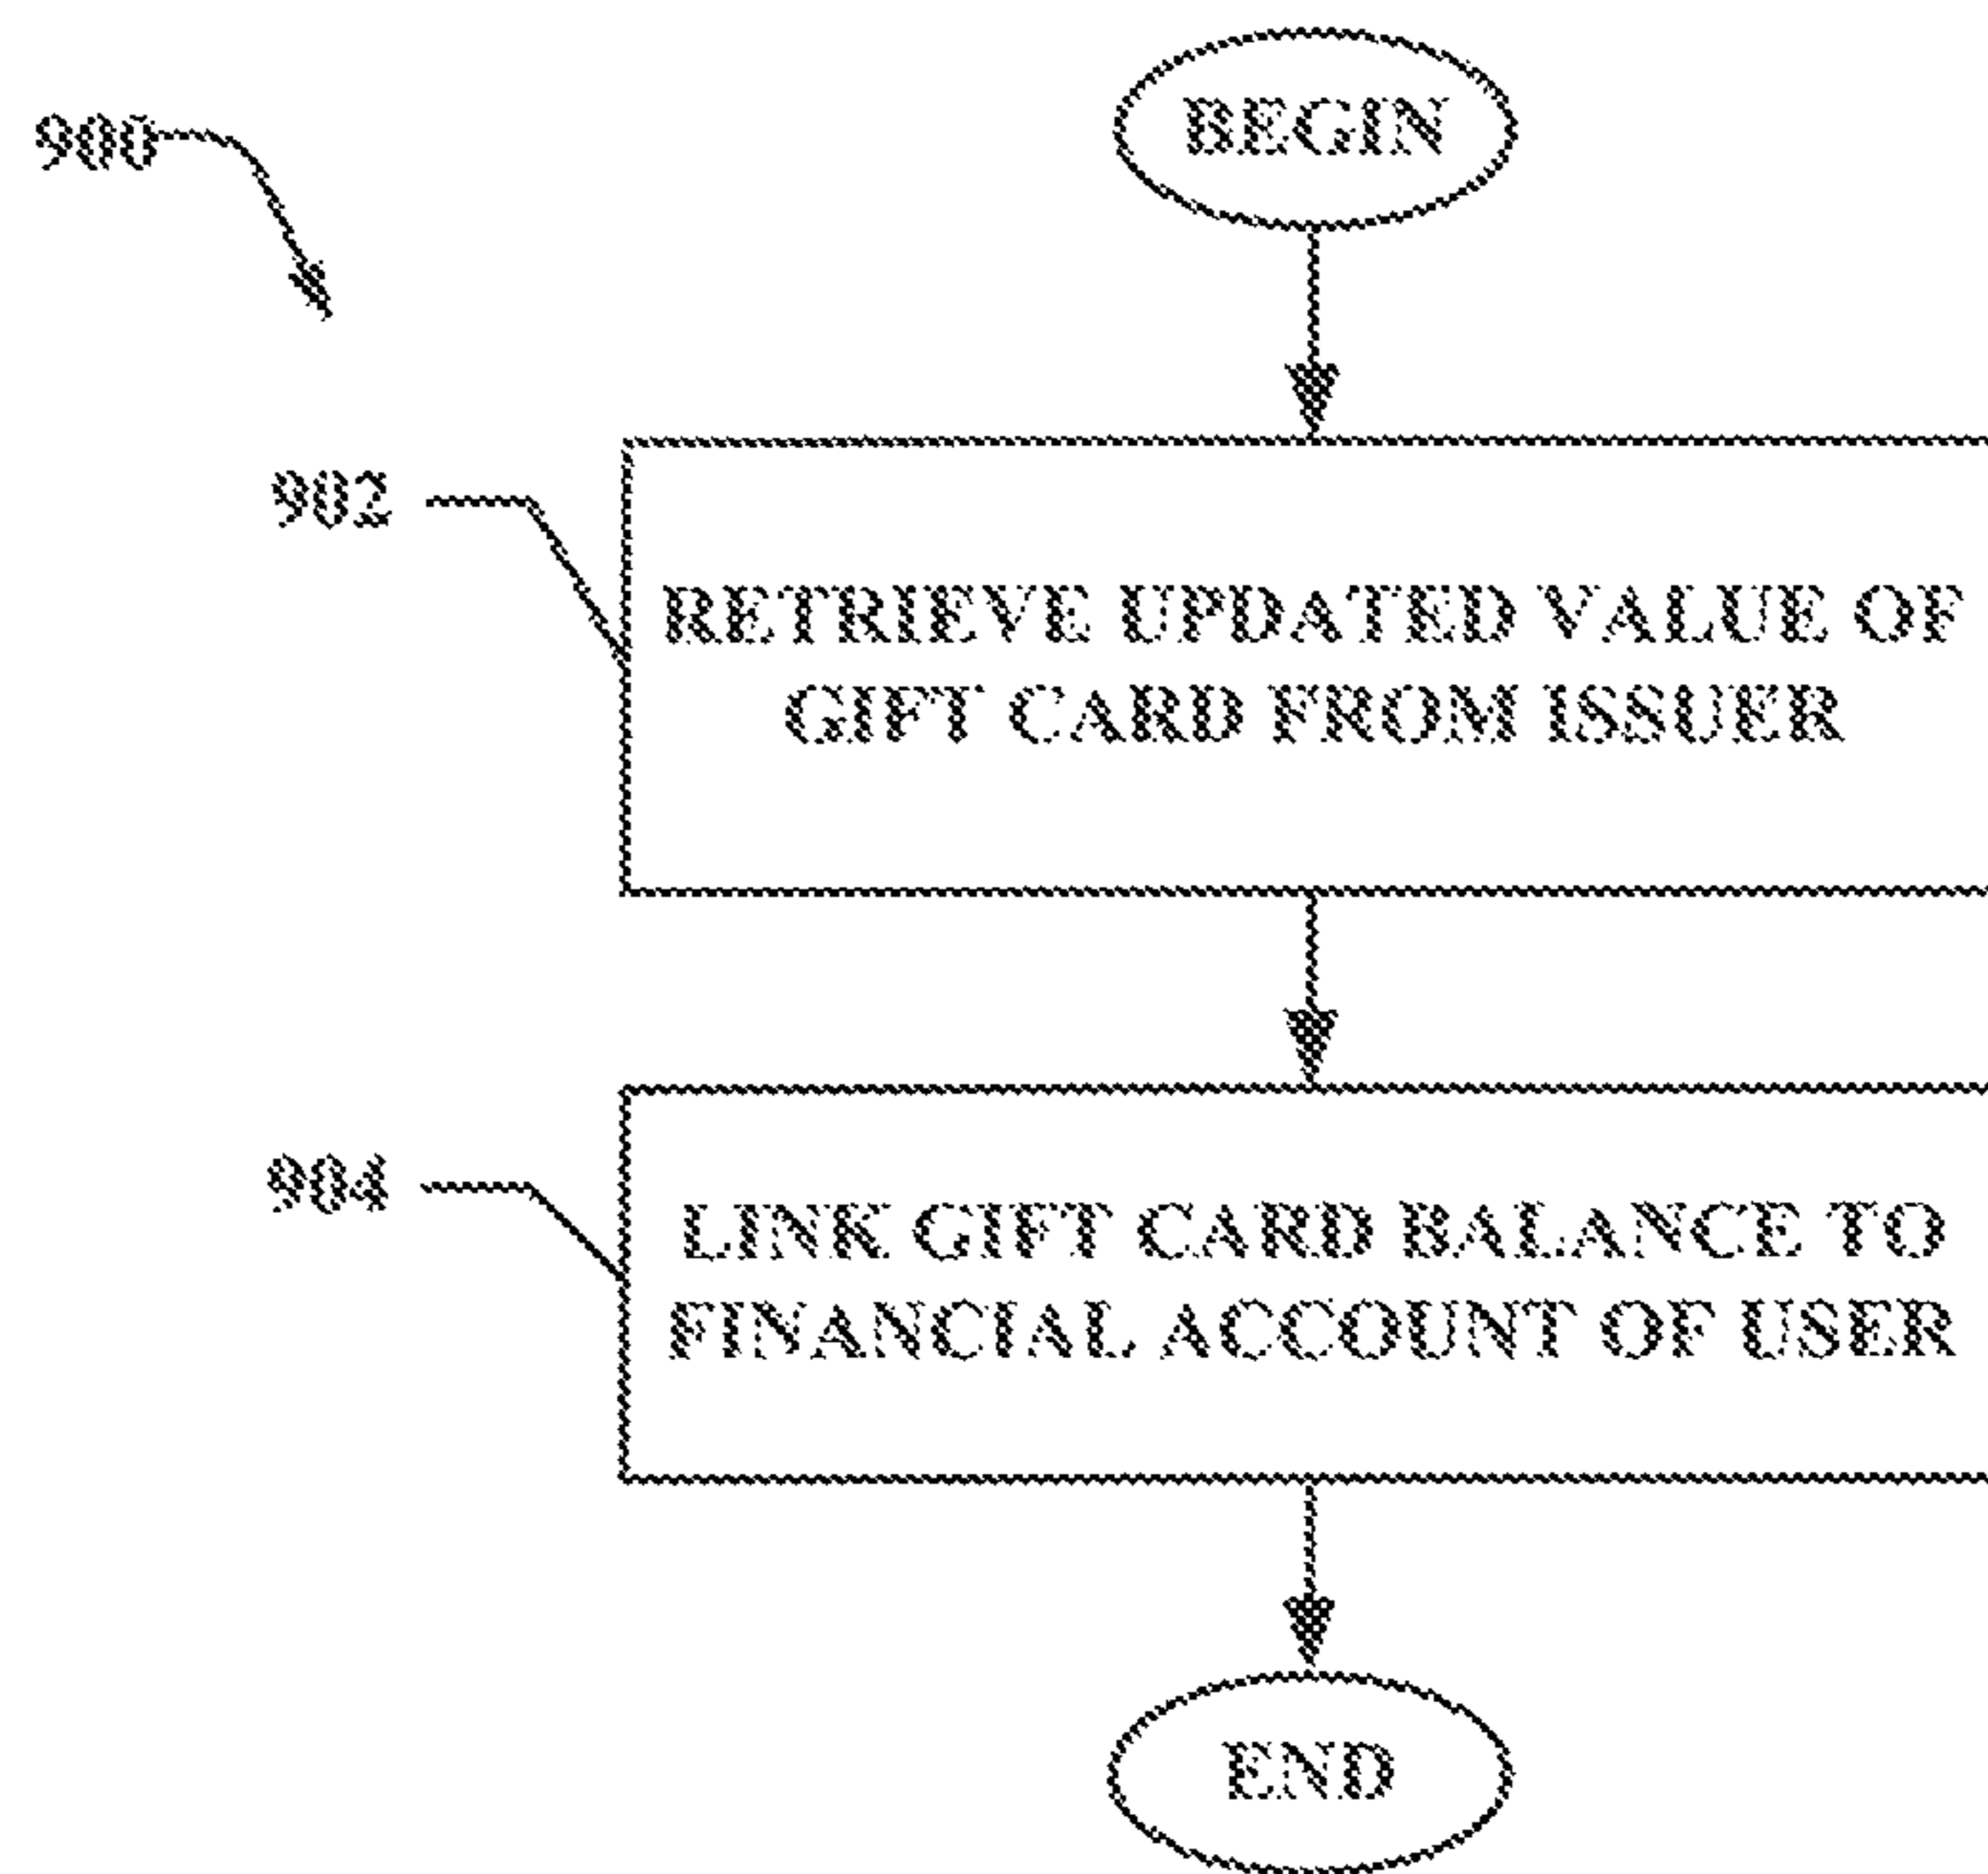 900
BEGIN
902
RETRIEVE UPDATED VALUE OF
GIFT CARD FROM ISSUER
904
LINK GIFT CARD BALANCE TO
FINANCIAL ACCOUNT OF USER
END